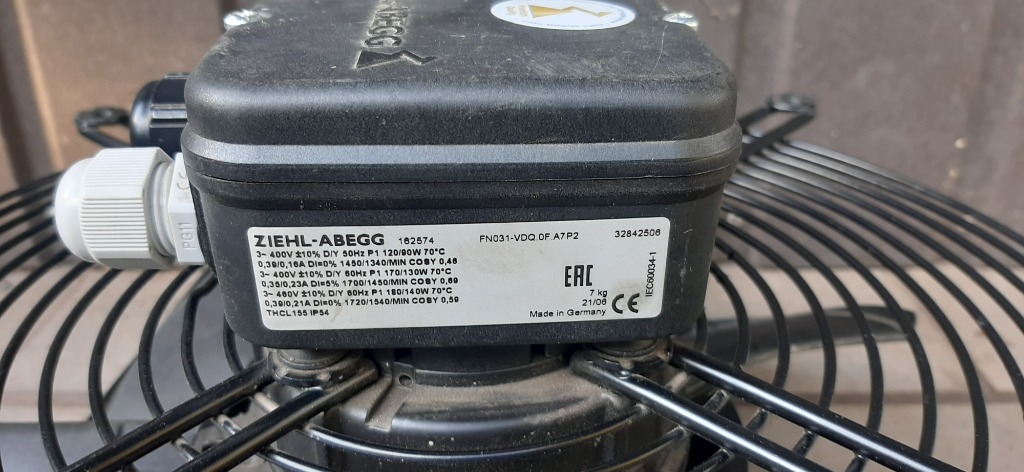 ZIEHL-ABEGG 162574 FN031-VDQ.0F.A7P2 32842506
3~ 400V ±10% D/Y 50Hz P1 120/90W 70°C
0,39/0,16A DI=0% 1450/1340/MIN COSY 0,46
3~ 400V ±10% D/Y 60Hz P1 170/130W 70°C
0,35/0,23A DI=5% 1700/1450/MIN COSY 0,69
3~ 460V ±10% D/Y 60Hz P1 180/140W 70°C
0,39/0,21A DI=0% 1720/1540/MIN COSY 0,59
THCL155 IP54
EAC
7 kg
21/06
Made in Germany
CE
IEC60034-1
PG11